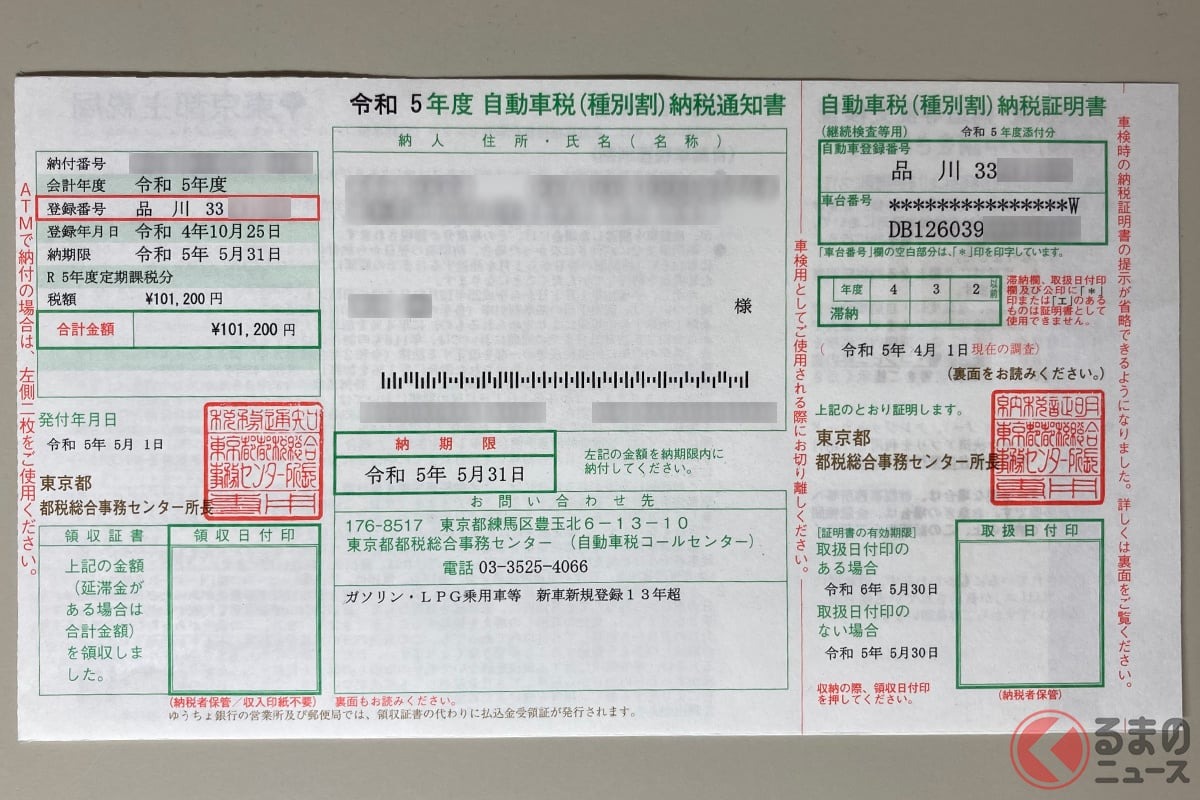 令和 5年度 自動車税(種別割)納税通知書
ATMで納付の場合は、左側二枚をご使用ください。
納付番号
会計年度 令和 5年度
登録番号 品 川 33
登録年月日 令和 4年10月25日
納期限 令和 5年 5月31日
R 5年度定期課税分
税額 ¥101,200 円
合計金額 ¥101,200 円
発付年月日
令和 5年 5月 1日
東京都
都税総合事務センター所長
領収証書
上記の金額
(延滞金が
ある場合は
合計金額)
を領収しま
した。
領収日付印
(納税者保管/収入印紙不要)
納人 住所・氏名(名称)
様
納期限
令和 5年 5月31日
左記の金額を納期限内に
納付してください。
お問い合わせ先
176-8517 東京都練馬区豊玉北6-13-10
東京都都税総合事務センター (自動車税コールセンター)
電話 03-3525-4066
ガソリン・LPG乗用車等 新車新規登録13年超
裏面もお読みください。
ゆうちょ銀行の営業所及び郵便局では、領収証書の代わりに払込金受領証が発行されます。
車検用としてご使用される際にお切り離しください。
自動車税(種別割)納税証明書
(継続検査等用) 令和 5年度添付分
自動車登録番号
品 川 33
車台番号 ***************W
DB126039
「車台番号」欄の空白部分は、「*」印を印字しています。
年度 4 3 2以前
滞納
滞納欄、取扱日付印
欄及び公印に「*」
印または「エ」のある
ものは証明書として
使用できません。
( 令和 5年 4月 1日現在の調査)
(裏面をお読みください。)
上記のとおり証明します。
東京都
都税総合事務センター所長
[証明書の有効期限]
取扱日付印の
ある場合
令和 6年 5月30日
取扱日付印の
ない場合
令和 5年 5月30日
収納の際、領収日付印
を押してください。
取扱日付印
(納税者保管)
車検時の納税証明書の提示が省略できるようになりました。詳しくは裏面をご覧ください。
くるまの
ニュース